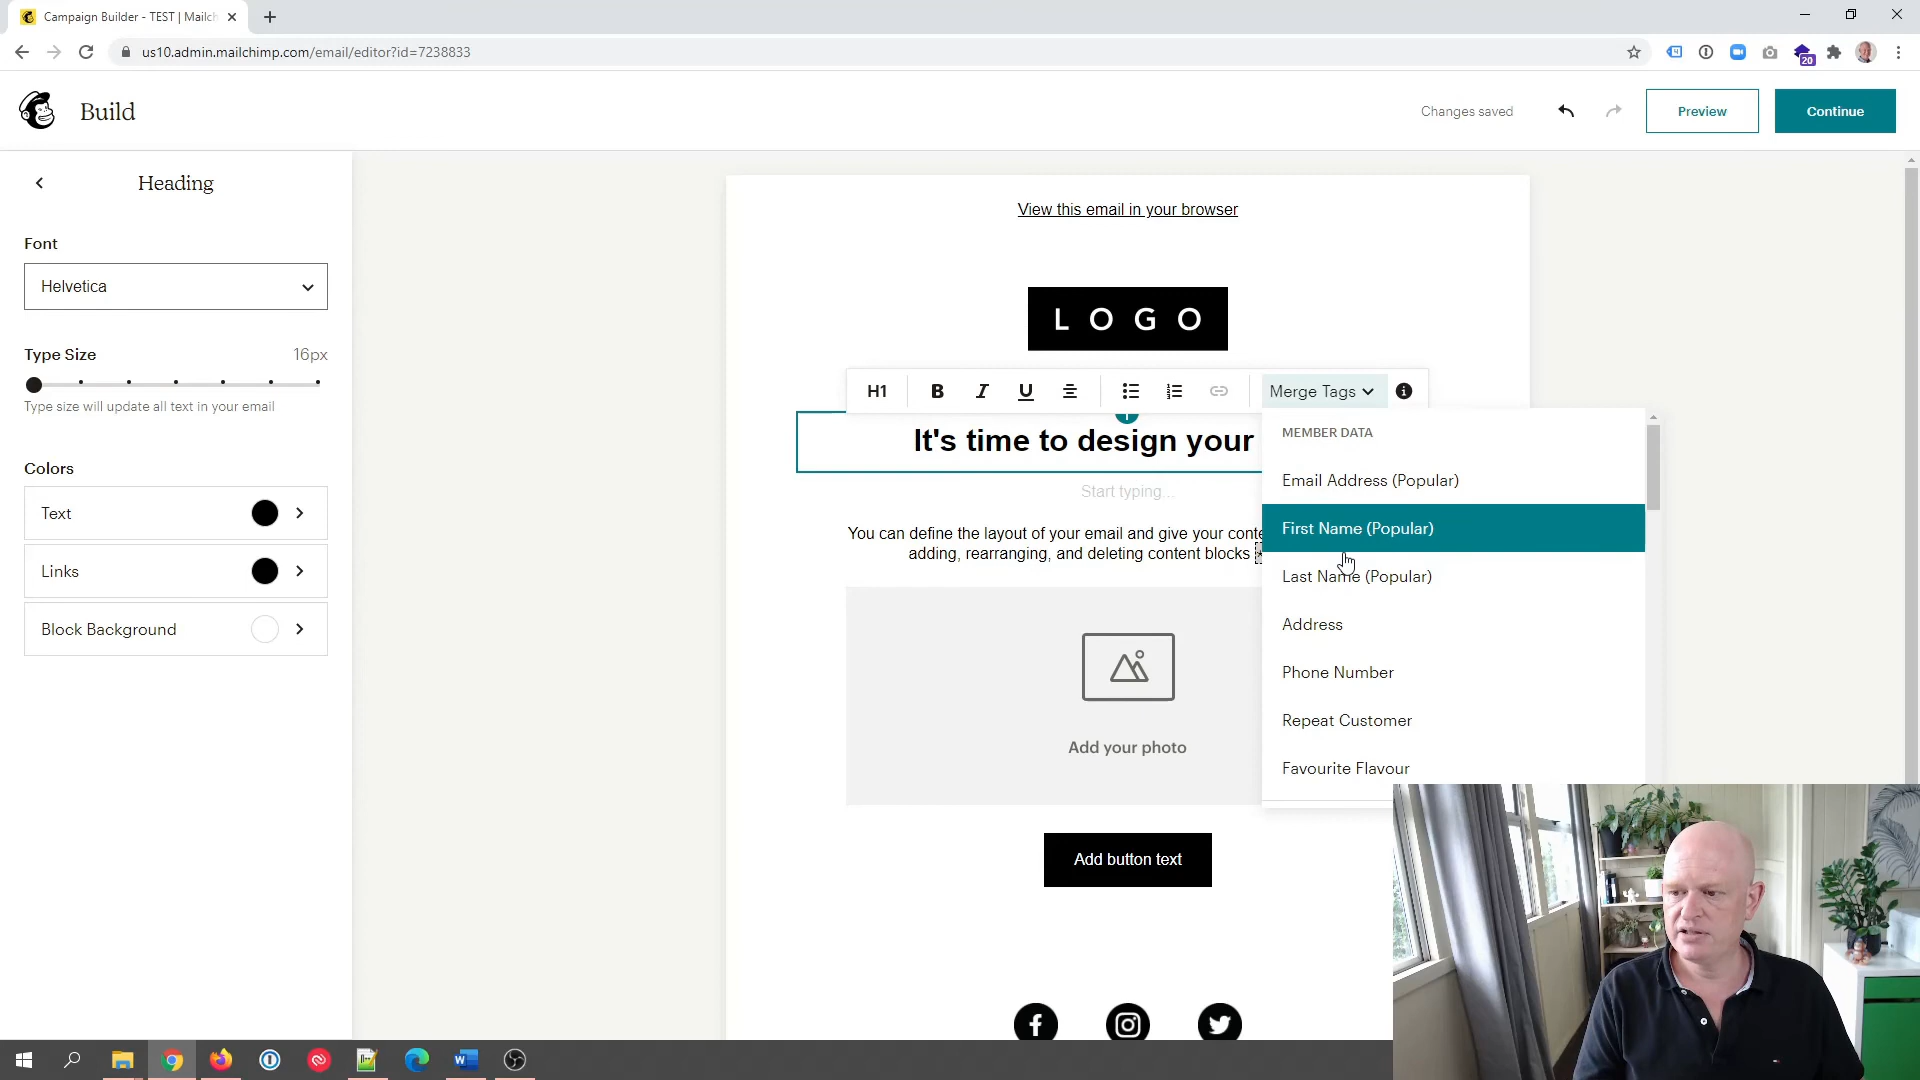 Campaign Builder - TEST | Mailch
us10.admin.mailchimp.com/email/editor?id=7238833
20
Build
Changes saved
Preview
Continue
Heading
Font
Helvetica
Type Size
16px
Type size will update all text in your email
Colors
Text
Links
Block Background
View this email in your browser
LOGO
H1
B
I
U
Merge Tags
It's time to design your
Start typing...
You can define the layout of your email and give your conte
adding, rearranging, and deleting content blocks
Add your photo
Add button text
MEMBER DATA
Email Address (Popular)
First Name (Popular)
Last Name (Popular)
Address
Phone Number
Repeat Customer
Favourite Flavour